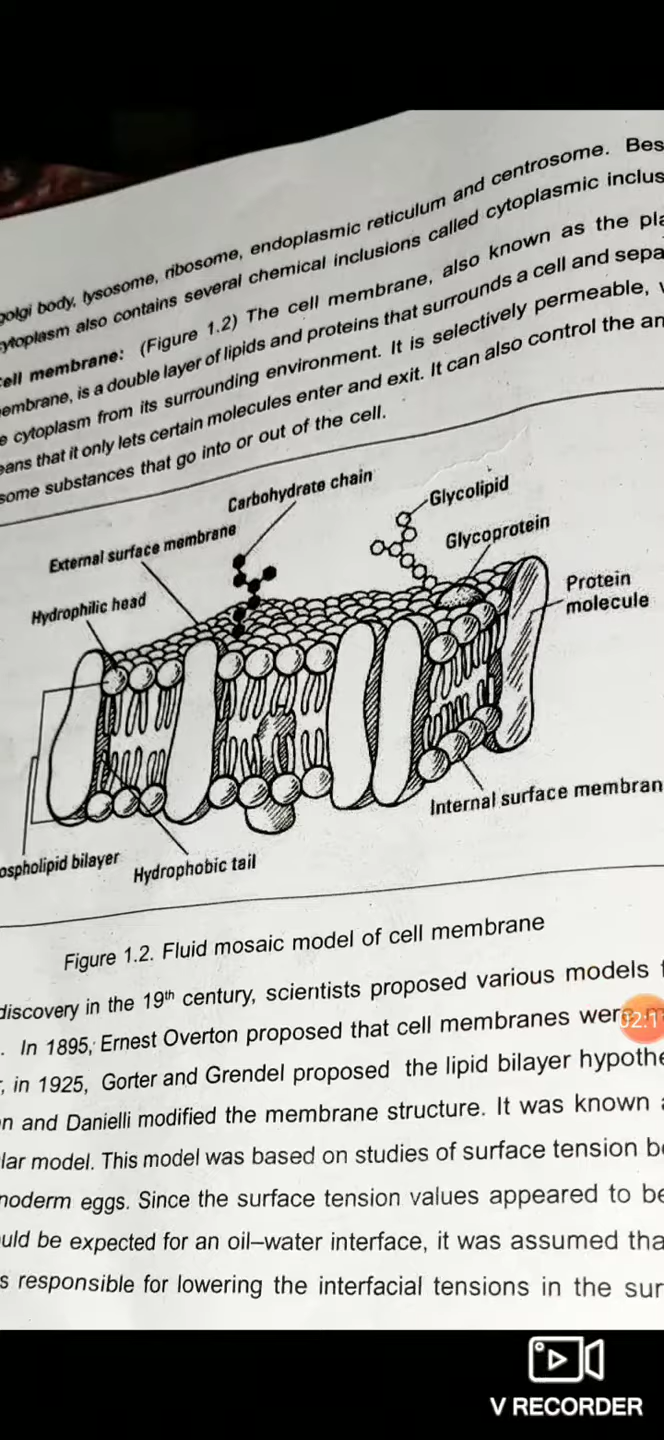 golgi body, lysosome, ribosome, endoplasmic reticulum and centrosome. Bes
cytoplasm also contains several chemical inclusions called cytoplasmic inclus
Cell membrane: (Figure 1.2) The cell membrane, also known as the pla
embrane, is a double layer of lipids and proteins that surrounds a cell and sepa
e cytoplasm from its surrounding environment. It is selectively permeable, w
eans that it only lets certain molecules enter and exit. It can also control the am
some substances that go into or out of the cell.
Carbohydrate chain
Glycolipid
External surface membrane
Glycoprotein
Hydrophilic head
Protein
molecule
Internal surface membran
ospholipid bilayer
Hydrophobic tail
Figure 1.2. Fluid mosaic model of cell membrane
discovery in the 19th century, scientists proposed various models f
. In 1895, Ernest Overton proposed that cell membranes were
, in 1925, Gorter and Grendel proposed the lipid bilayer hypothe
n and Danielli modified the membrane structure. It was known a
lar model. This model was based on studies of surface tension be
noderm eggs. Since the surface tension values appeared to be
uld be expected for an oil–water interface, it was assumed tha
s responsible for lowering the interfacial tensions in the sur
02:1
V RECORDER